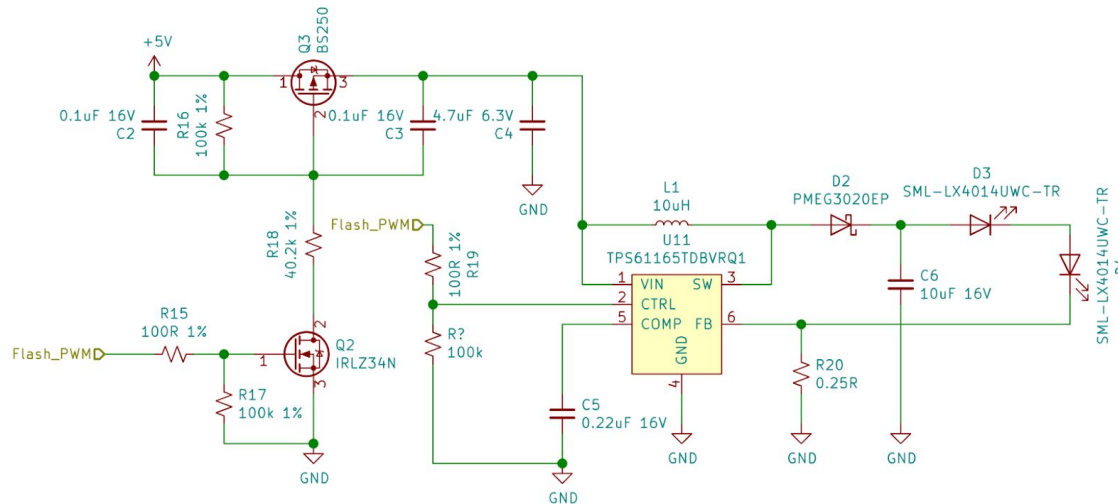 +5V
Q3
BS250
1
3
2
0.1uF 16V
C2
R16
100k 1%
0.1uF 16V
C3
4.7uF 6.3V
C4
GND
R18
40.2k 1%
Flash_PWM
R19
100R 1%
L1
10uH
U11
TPS61165TDBVRQ1
1
VIN
SW
3
2
CTRL
5
COMP
FB
6
GND
4
D2
PMEG3020EP
D3
SML-LX4014UWC-TR
SML-LX4014UWC-TR
C6
10uF 16V
R15
100R 1%
Flash_PWM
1
2
Q2
IRLZ34N
3
R17
100k 1%
GND
R?
100k
C5
0.22uF 16V
GND
GND
R20
0.25R
GND
GND